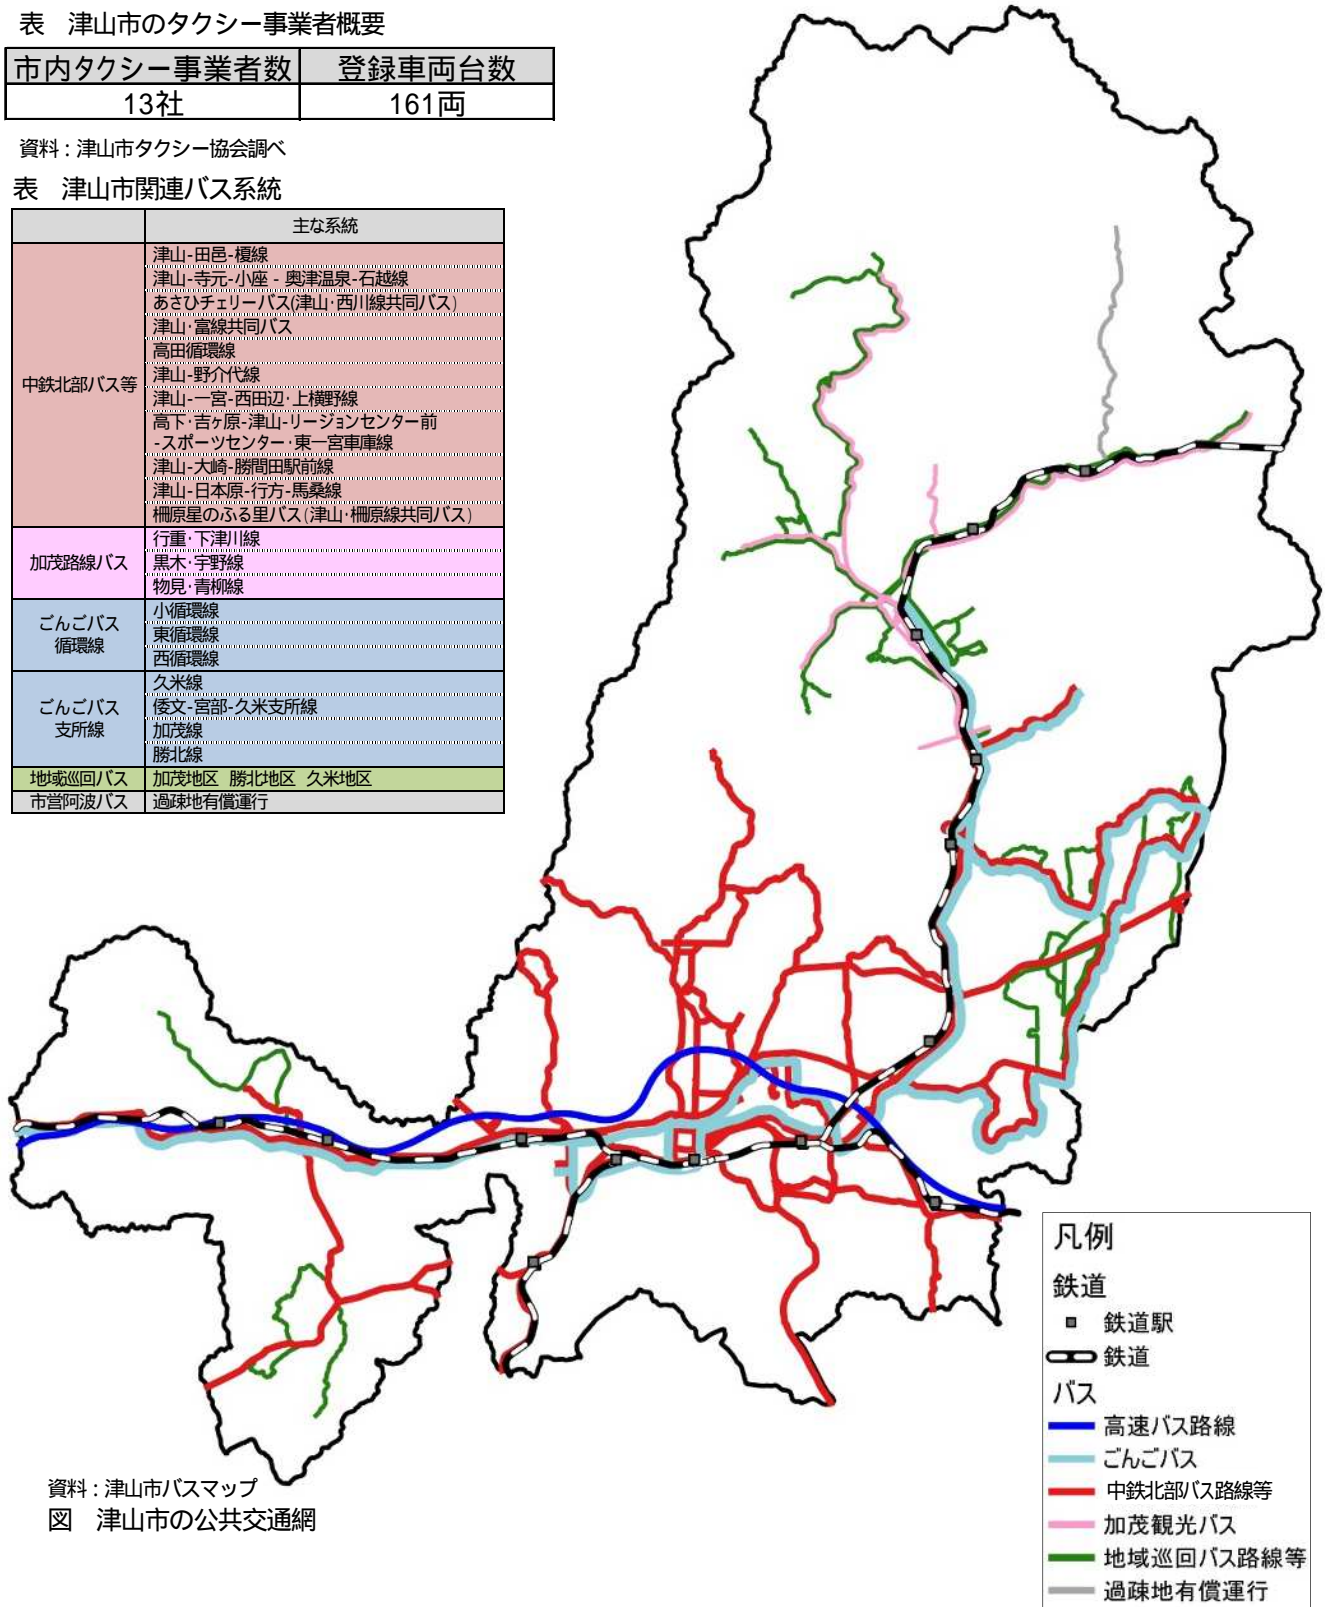 表　津山市のタクシー事業者概要
市内タクシー事業者数　登録車両台数
13社　161両
資料：津山市タクシー協会調べ
表　津山市関連バス系統
主な系統
中鉄北部バス等
津山-田邑-榎線
津山-寺元-小座 - 奥津温泉-石越線
あさひチェリーバス(津山･西川線共同バス)
津山･富線共同バス
高田循環線
津山-野介代線
津山-一宮-西田辺･上横野線
高下･吉ヶ原-津山-リージョンセンター前
-スポーツセンター･東一宮車庫線
津山-大崎-勝間田駅前線
津山-日本原-行方-馬桑線
柵原星のふる里バス(津山･柵原線共同バス)
加茂路線バス
行重･下津川線
黒木･宇野線
物見･青柳線
ごんごバス
循環線
小循環線
東循環線
西循環線
ごんごバス
支所線
久米線
倭文-宮部-久米支所線
加茂線
勝北線
地域巡回バス　加茂地区　勝北地区　久米地区
市営阿波バス　過疎地有償運行
資料：津山市バスマップ
図　津山市の公共交通網
凡例
鉄道
鉄道駅
鉄道
バス
高速バス路線
ごんごバス
中鉄北部バス路線等
加茂観光バス
地域巡回バス路線等
過疎地有償運行